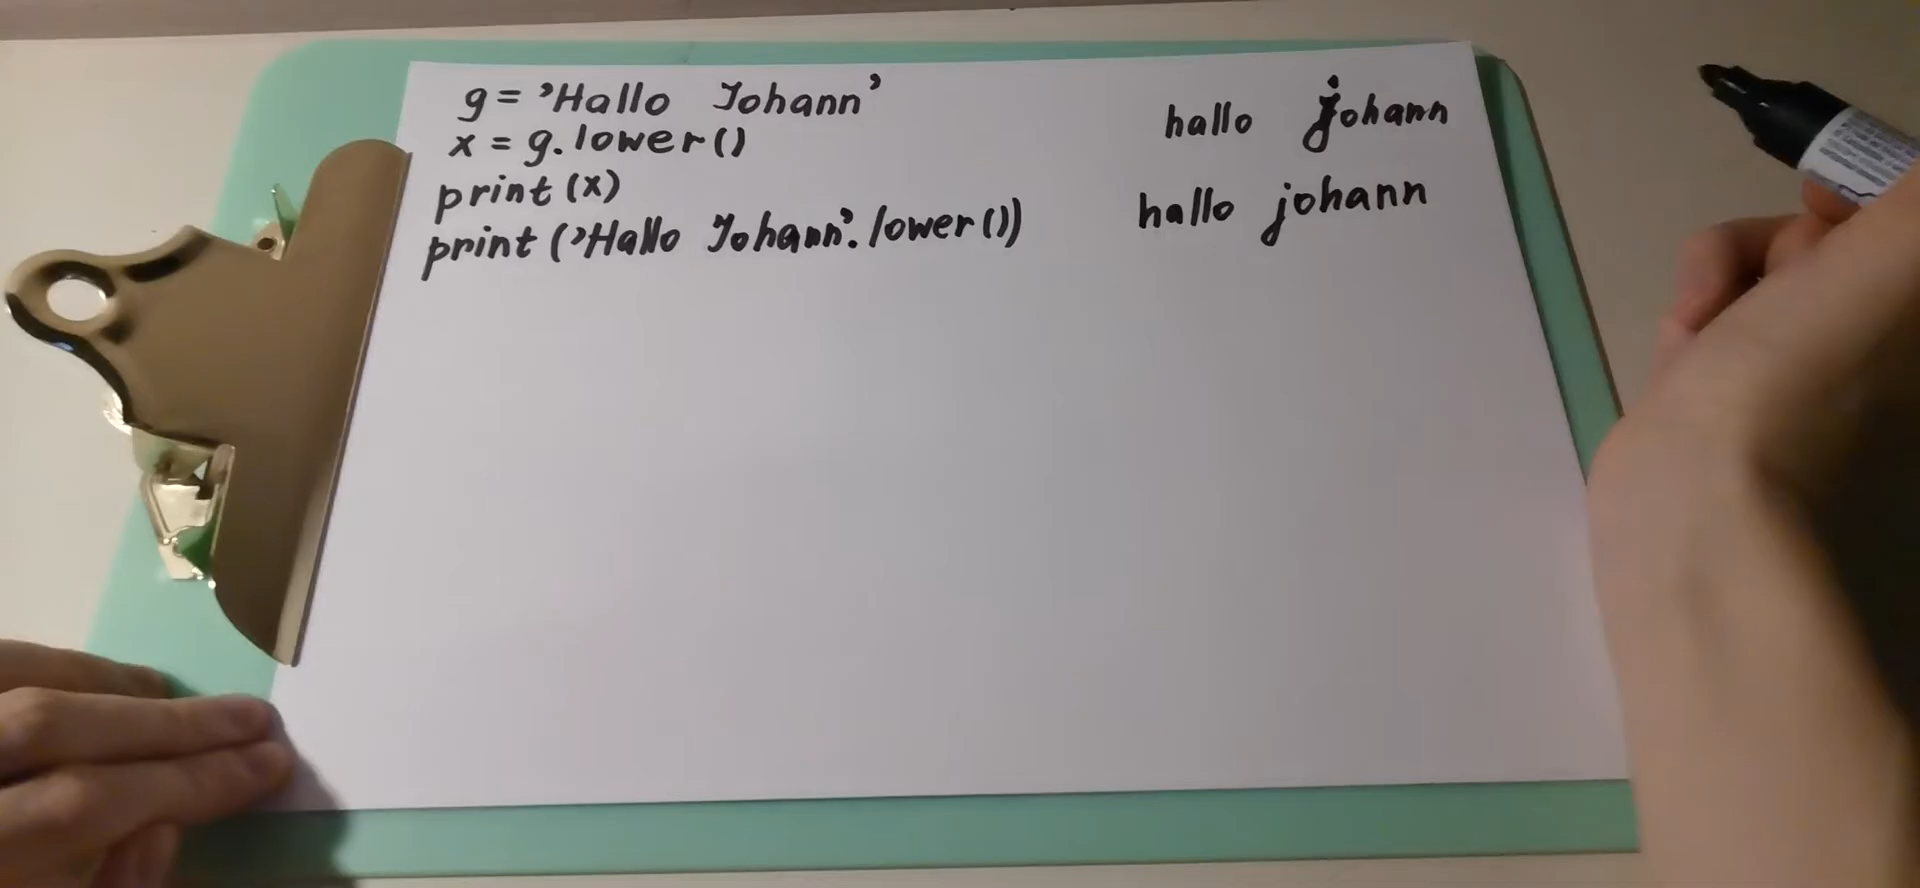 g = 'Hallo Johann'
x = g.lower()
print (x)
print ('Hallo Johann'.lower())
hallo johann
hallo johann